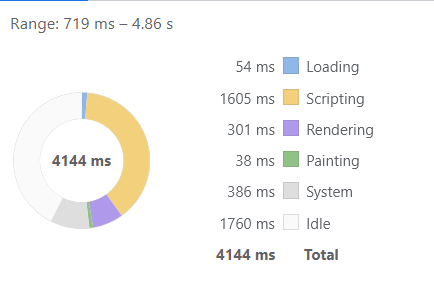 Range: 719 ms – 4.86 s
54 ms Loading
1605 ms Scripting
301 ms Rendering
4144 ms
38 ms Painting
386 ms System
1760 ms Idle
4144 ms Total